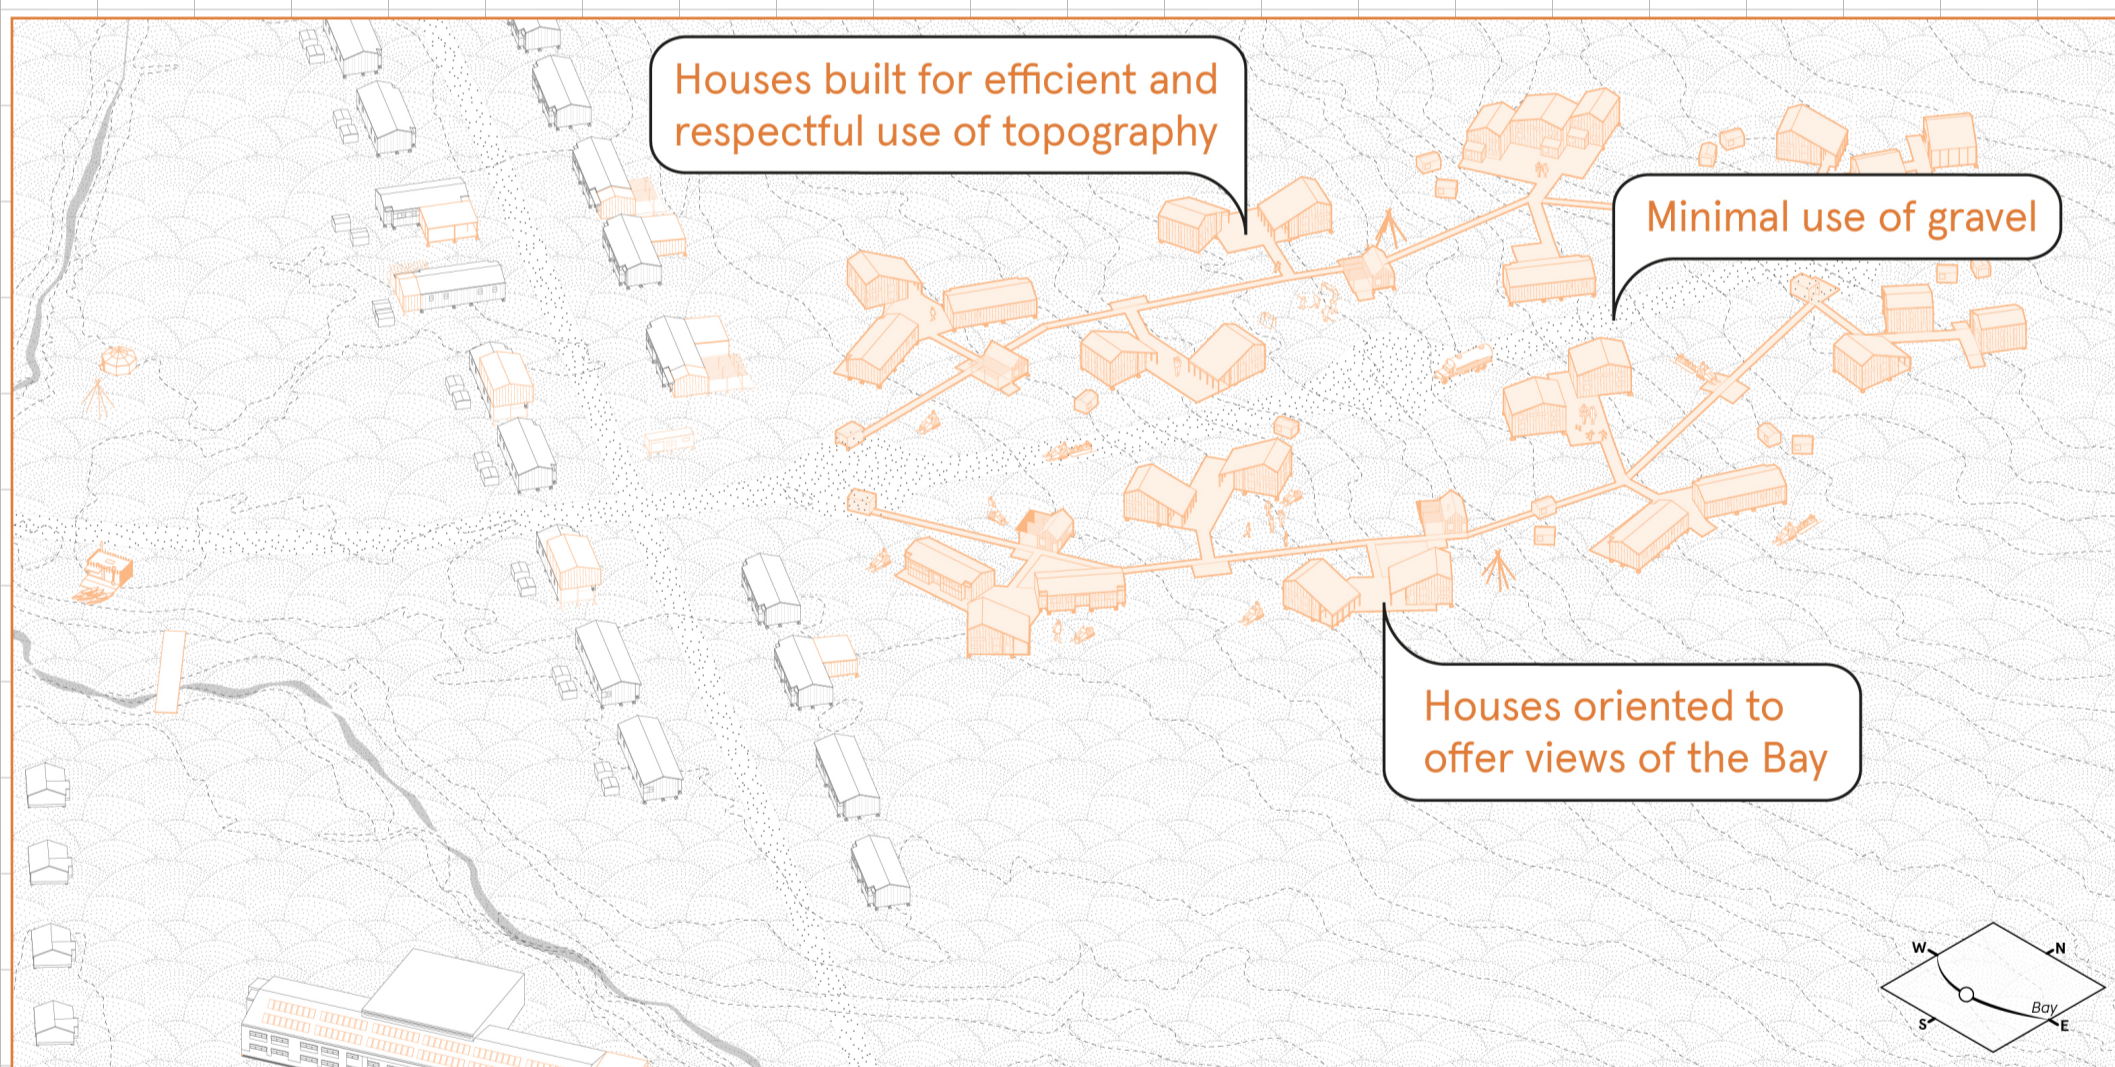 Houses built for efficient and
respectful use of topography
Minimal use of gravel
Houses oriented to
offer views of the Bay
W
N
Bay
S
E